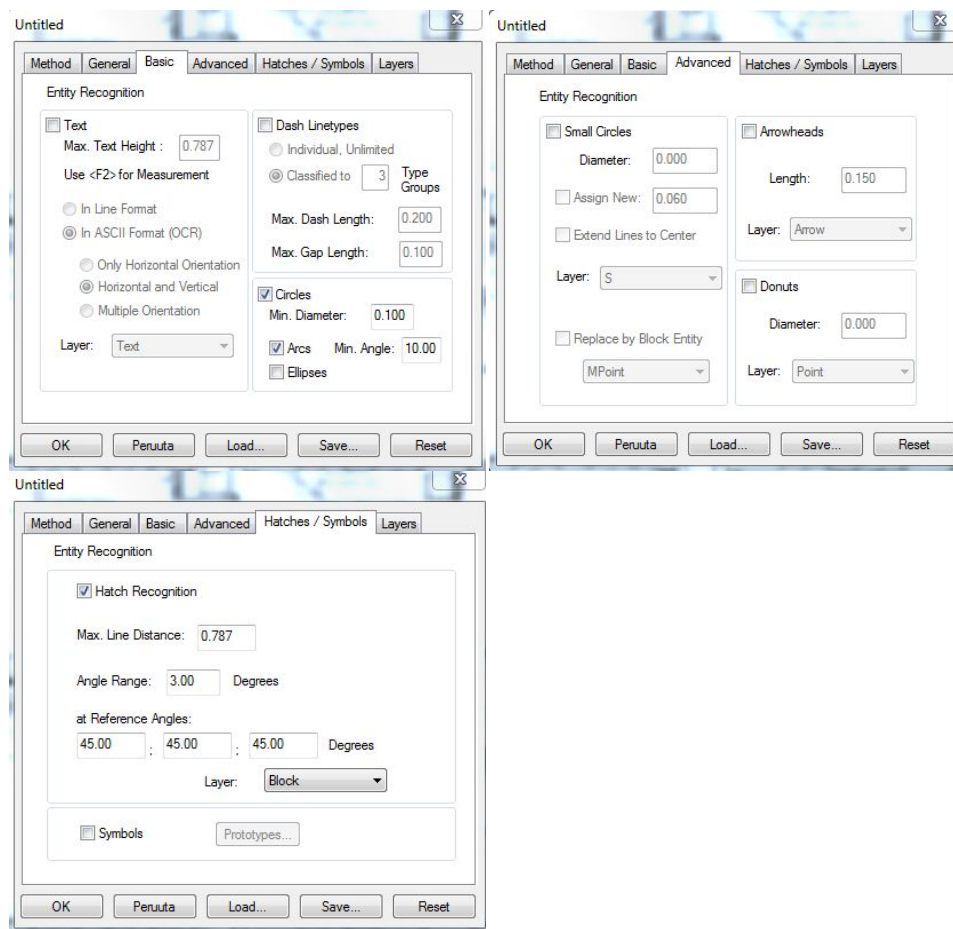 Untitled
Method General Basic Advanced Hatches / Symbols Layers
Entity Recognition
Text
Max. Text Height : 0.787
Use <F2> for Measurement
In Line Format
In ASCII Format (OCR)
Only Horizontal Orientation
Horizontal and Vertical
Multiple Orientation
Layer: Text
Dash Linetypes
Individual, Unlimited
Classified to 3 Type Groups
Max. Dash Length: 0.200
Max. Gap Length: 0.100
Circles
Min. Diameter: 0.100
Arcs Min. Angle: 10.00
Ellipses
OK Peruuta Load... Save... Reset
Untitled
Method General Basic Advanced Hatches / Symbols Layers
Entity Recognition
Small Circles
Diameter: 0.000
Assign New: 0.060
Extend Lines to Center
Layer: S
Replace by Block Entity
MPoint
Arrowheads
Length: 0.150
Layer: Arrow
Donuts
Diameter: 0.000
Layer: Point
OK Peruuta Load... Save... Reset
Untitled
Method General Basic Advanced Hatches / Symbols Layers
Entity Recognition
Hatch Recognition
Max. Line Distance: 0.787
Angle Range: 3.00 Degrees
at Reference Angles:
45.00 ; 45.00 ; 45.00 Degrees
Layer: Block
Symbols Prototypes...
OK Peruuta Load... Save... Reset